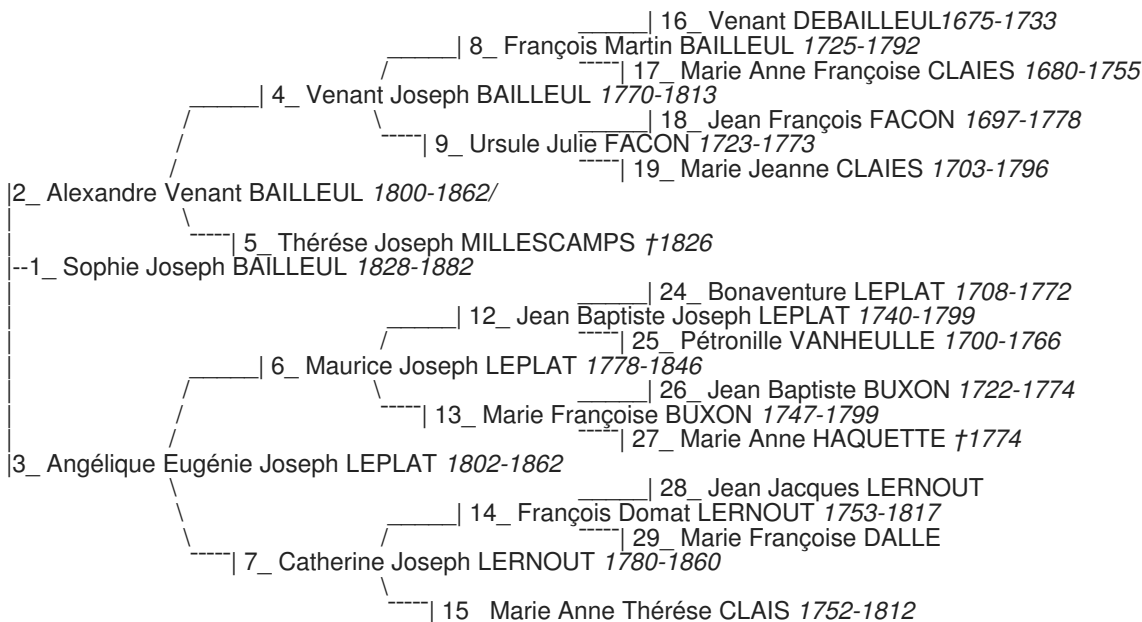 16_ Venant DEBAILLEUL1675-1733
8_ François Martin BAILLEUL 1725-1792
17_ Marie Anne Françoise CLAIES 1680-1755
4_ Venant Joseph BAILLEUL 1770-1813
18_ Jean François FACON 1697-1778
9_ Ursule Julie FACON 1723-1773
19_ Marie Jeanne CLAIES 1703-1796
2_ Alexandre Venant BAILLEUL 1800-1862/
5_ Thérése Joseph MILLESCAMPS †1826
--1_ Sophie Joseph BAILLEUL 1828-1882
24_ Bonaventure LEPLAT 1708-1772
12_ Jean Baptiste Joseph LEPLAT 1740-1799
25_ Pétronille VANHEULLE 1700-1766
6_ Maurice Joseph LEPLAT 1778-1846
26_ Jean Baptiste BUXON 1722-1774
13_ Marie Françoise BUXON 1747-1799
27_ Marie Anne HAQUETTE †1774
3_ Angélique Eugénie Joseph LEPLAT 1802-1862
28_ Jean Jacques LERNOUT
14_ François Domat LERNOUT 1753-1817
29_ Marie Françoise DALLE
7_ Catherine Joseph LERNOUT 1780-1860
15 Marie Anne Thérése CLAIS 1752-1812